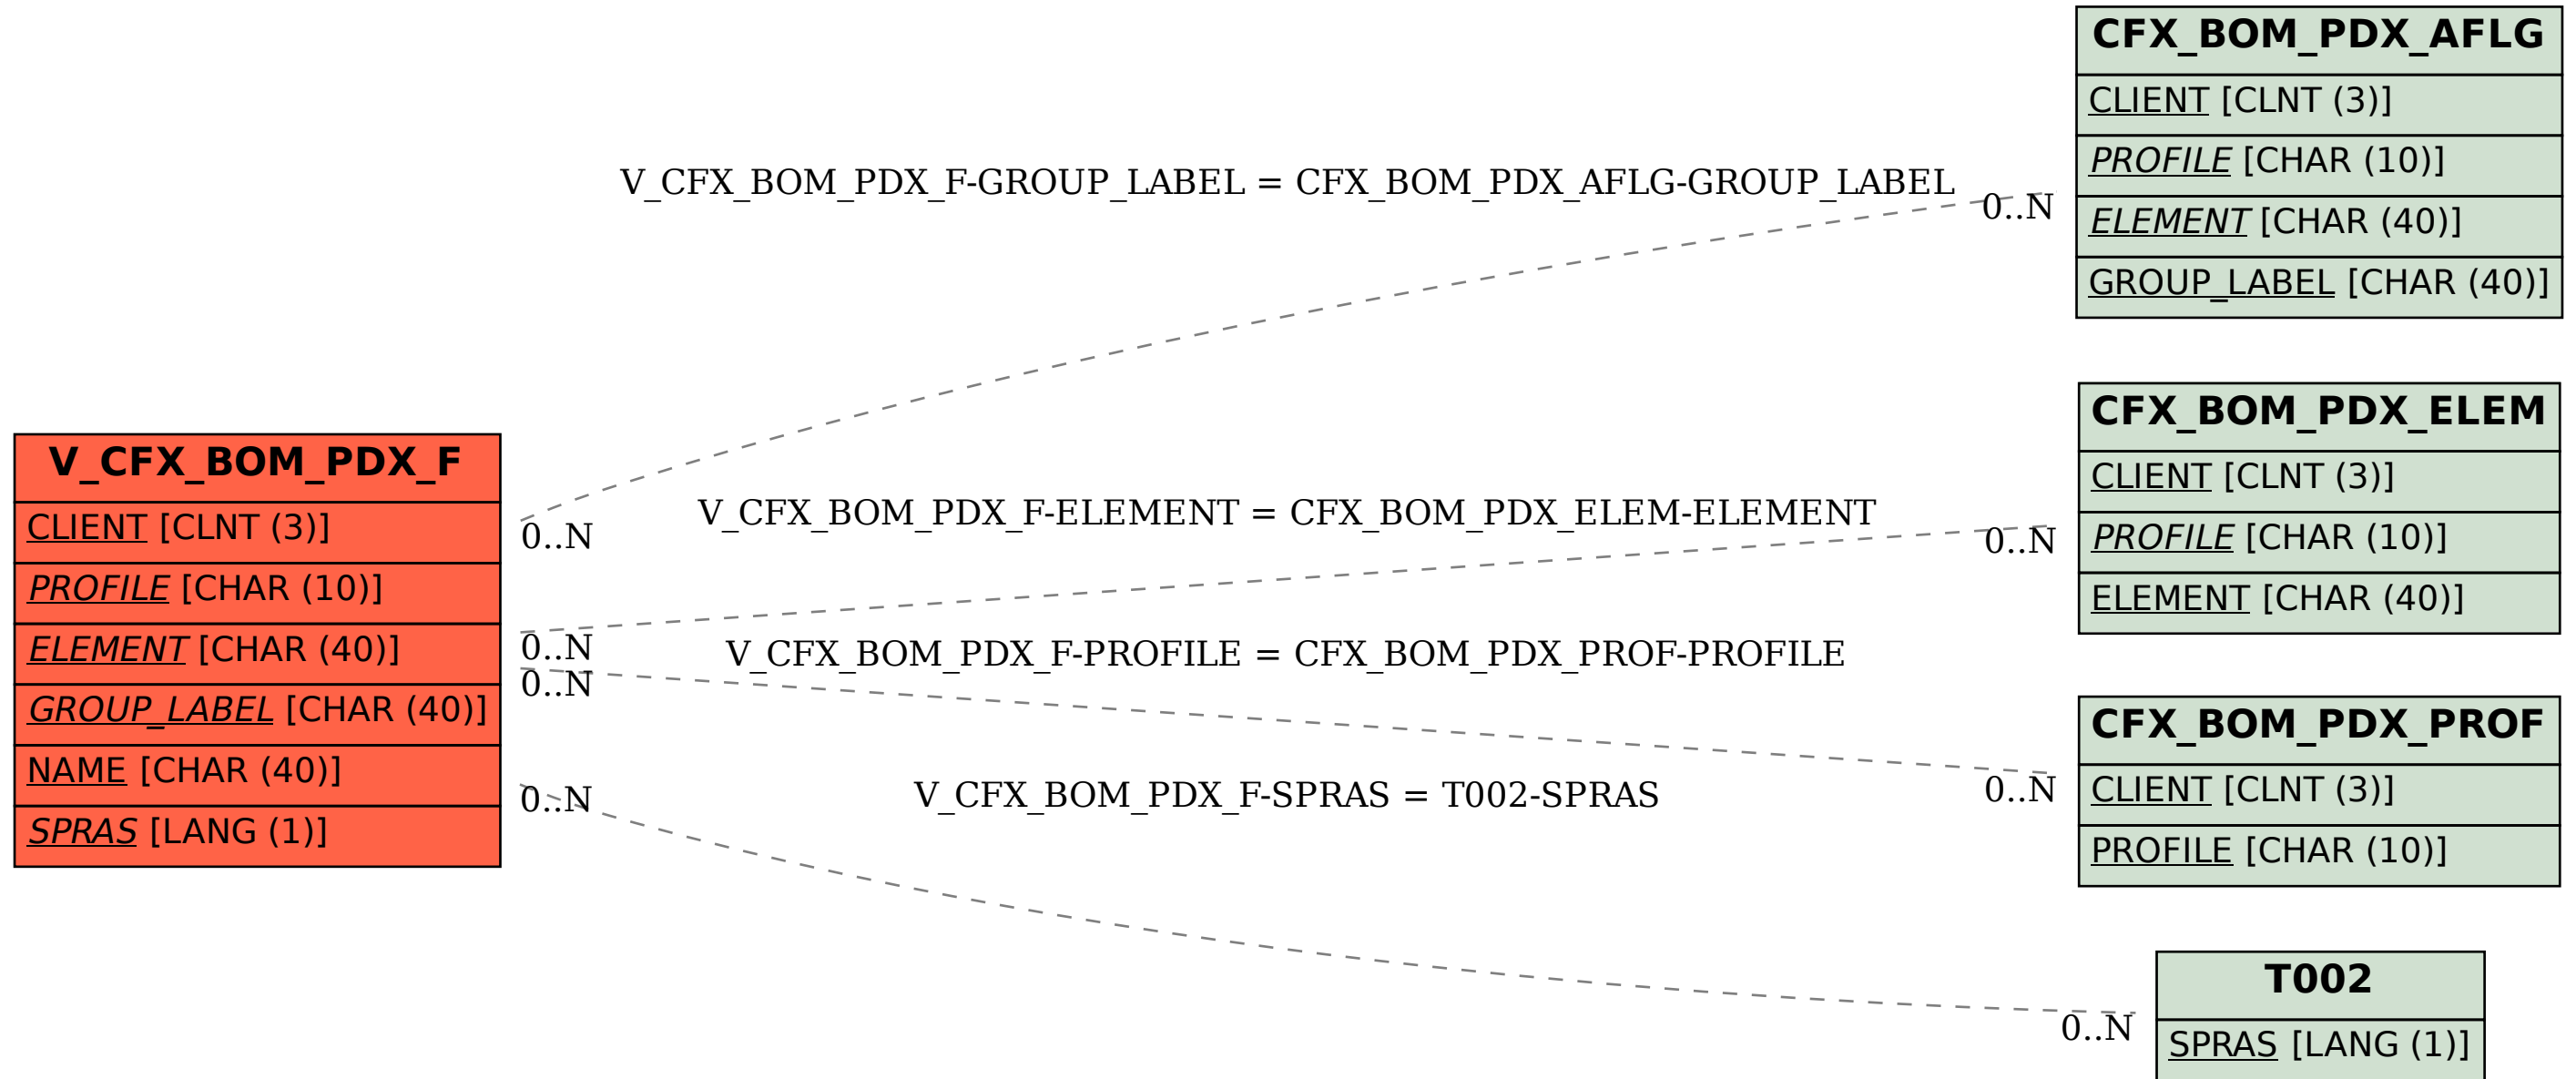 V_CFX_BOM_PDX_F
CLIENT [CLNT (3)]
PROFILE [CHAR (10)]
ELEMENT [CHAR (40)]
GROUP_LABEL [CHAR (40)]
NAME [CHAR (40)]
SPRAS [LANG (1)]
V_CFX_BOM_PDX_F-GROUP_LABEL = CFX_BOM_PDX_AFLG-GROUP_LABEL
0..N
0..N
V_CFX_BOM_PDX_F-ELEMENT = CFX_BOM_PDX_ELEM-ELEMENT
0..N
0..N
V_CFX_BOM_PDX_F-PROFILE = CFX_BOM_PDX_PROF-PROFILE
0..N
0..N
V_CFX_BOM_PDX_F-SPRAS = T002-SPRAS
0..N
0..N
CFX_BOM_PDX_AFLG
CLIENT [CLNT (3)]
PROFILE [CHAR (10)]
ELEMENT [CHAR (40)]
GROUP_LABEL [CHAR (40)]
CFX_BOM_PDX_ELEM
CLIENT [CLNT (3)]
PROFILE [CHAR (10)]
ELEMENT [CHAR (40)]
CFX_BOM_PDX_PROF
CLIENT [CLNT (3)]
PROFILE [CHAR (10)]
T002
SPRAS [LANG (1)]